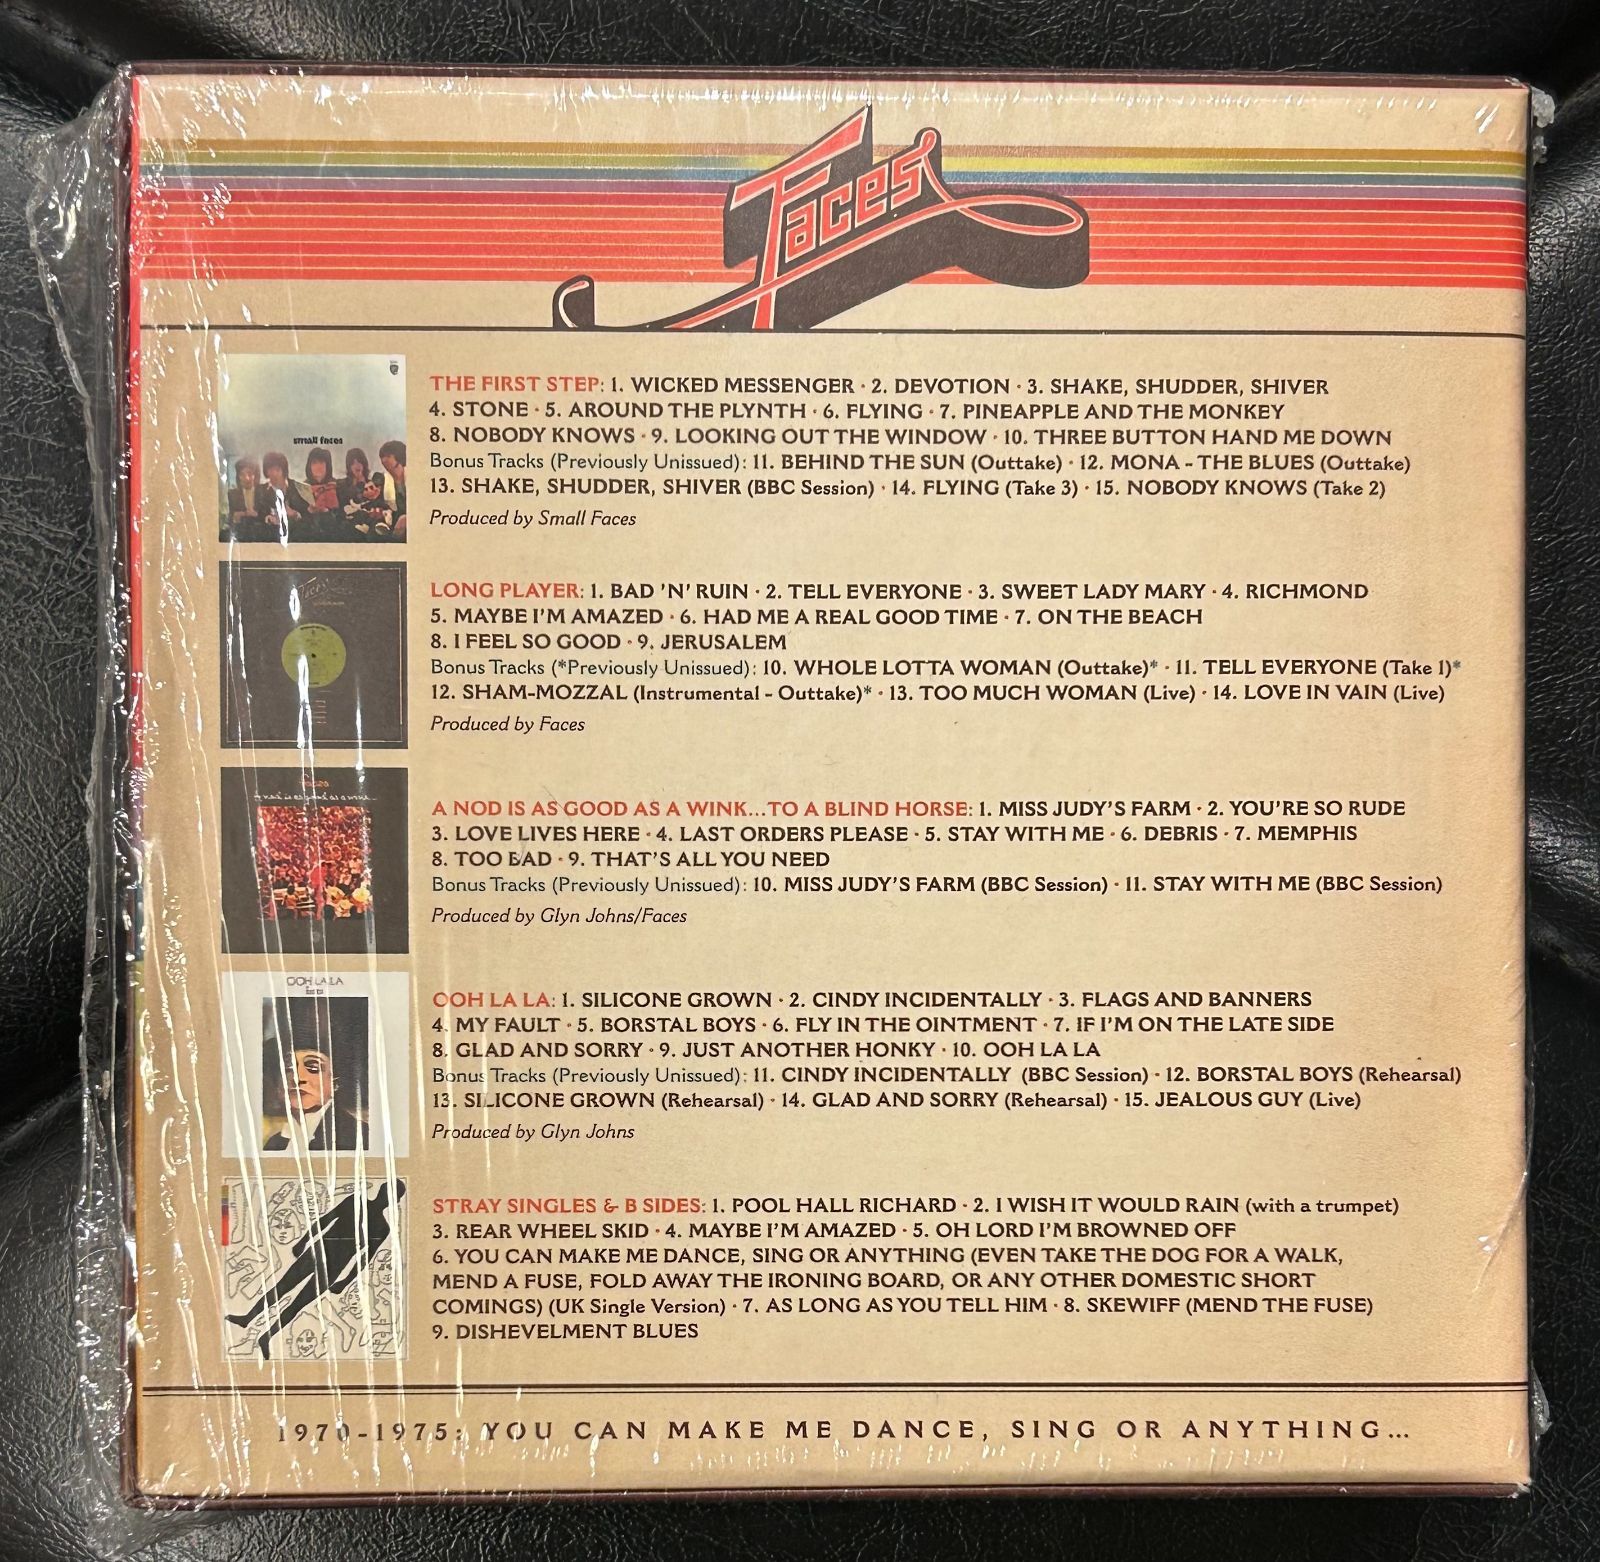 Faces
small faces
THE FIRST STEP: 1. WICKED MESSENGER · 2. DEVOTION · 3. SHAKE, SHUDDER, SHIVER
4. STONE · 5. AROUND THE PLYNTH · 6. FLYING · 7. PINEAPPLE AND THE MONKEY
8. NOBODY KNOWS · 9. LOOKING OUT THE WINDOW · 10. THREE BUTTON HAND ME DOWN
Bonus Tracks (Previously Unissued): 11. BEHIND THE SUN (Outtake) · 12. MONA - THE BLUES (Outtake)
13. SHAKE, SHUDDER, SHIVER (BBC Session) · 14. FLYING (Take 3) · 15. NOBODY KNOWS (Take 2)
Produced by Small Faces
LONG PLAYER: 1. BAD 'N' RUIN · 2. TELL EVERYONE · 3. SWEET LADY MARY · 4. RICHMOND
5. MAYBE I'M AMAZED · 6. HAD ME A REAL GOOD TIME · 7. ON THE BEACH
8. I FEEL SO GOOD · 9. JERUSALEM
Bonus Tracks (*Previously Unissued): 10. WHOLE LOTTA WOMAN (Outtake)* · 11. TELL EVERYONE (Take 1)*
12. SHAM-MOZZAL (Instrumental - Outtake)* · 13. TOO MUCH WOMAN (Live) · 14. LOVE IN VAIN (Live)
Produced by Faces
A NOD IS AS GOOD AS A WINK...TO A BLIND HORSE: 1. MISS JUDY'S FARM · 2. YOU'RE SO RUDE
3. LOVE LIVES HERE · 4. LAST ORDERS PLEASE · 5. STAY WITH ME · 6. DEBRIS · 7. MEMPHIS
8. TOO BAD · 9. THAT'S ALL YOU NEED
Bonus Tracks (Previously Unissued): 10. MISS JUDY'S FARM (BBC Session) · 11. STAY WITH ME (BBC Session)
Produced by Glyn Johns/Faces
OOH LA LA
OOH LA LA: 1. SILICONE GROWN · 2. CINDY INCIDENTALLY · 3. FLAGS AND BANNERS
4. MY FAULT · 5. BORSTAL BOYS · 6. FLY IN THE OINTMENT · 7. IF I'M ON THE LATE SIDE
8. GLAD AND SORRY · 9. JUST ANOTHER HONKY · 10. OOH LA LA
Bonus Tracks (Previously Unissued): 11. CINDY INCIDENTALLY (BBC Session) · 12. BORSTAL BOYS (Rehearsal)
13. SILICONE GROWN (Rehearsal) · 14. GLAD AND SORRY (Rehearsal) · 15. JEALOUS GUY (Live)
Produced by Glyn Johns
STRAY SINGLES & B SIDES: 1. POOL HALL RICHARD · 2. I WISH IT WOULD RAIN (with a trumpet)
3. REAR WHEEL SKID · 4. MAYBE I'M AMAZED · 5. OH LORD I'M BROWNED OFF
6. YOU CAN MAKE ME DANCE, SING OR ANYTHING (EVEN TAKE THE DOG FOR A WALK,
MEND A FUSE, FOLD AWAY THE IRONING BOARD, OR ANY OTHER DOMESTIC SHORT
COMINGS) (UK Single Version) · 7. AS LONG AS YOU TELL HIM · 8. SKEWIFF (MEND THE FUSE)
9. DISHEVELMENT BLUES
1970-1975: YOU CAN MAKE ME DANCE, SING OR ANYTHING...